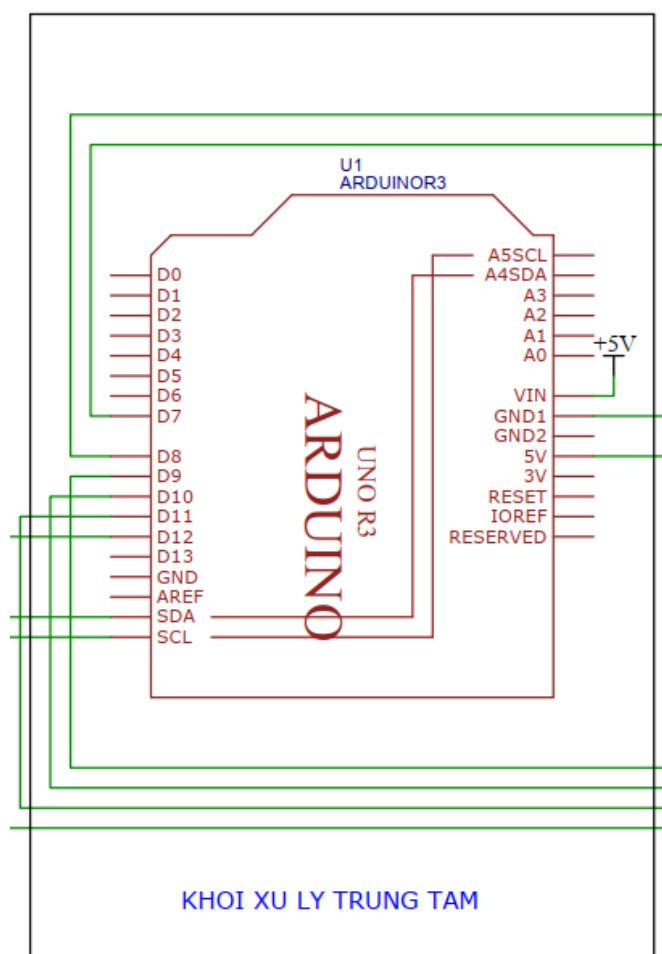 U1
ARDUINOR3
D0
D1
D2
D3
D4
D5
D6
D7
D8
D9
D10
D11
D12
D13
GND
AREF
SDA
SCL
ARDUINO
UNO R3
A5SCL
A4SDA
A3
A2
A1
A0
+5V
VIN
GND1
GND2
5V
3V
RESET
IOREF
RESERVED
KHOI XU LY TRUNG TAM